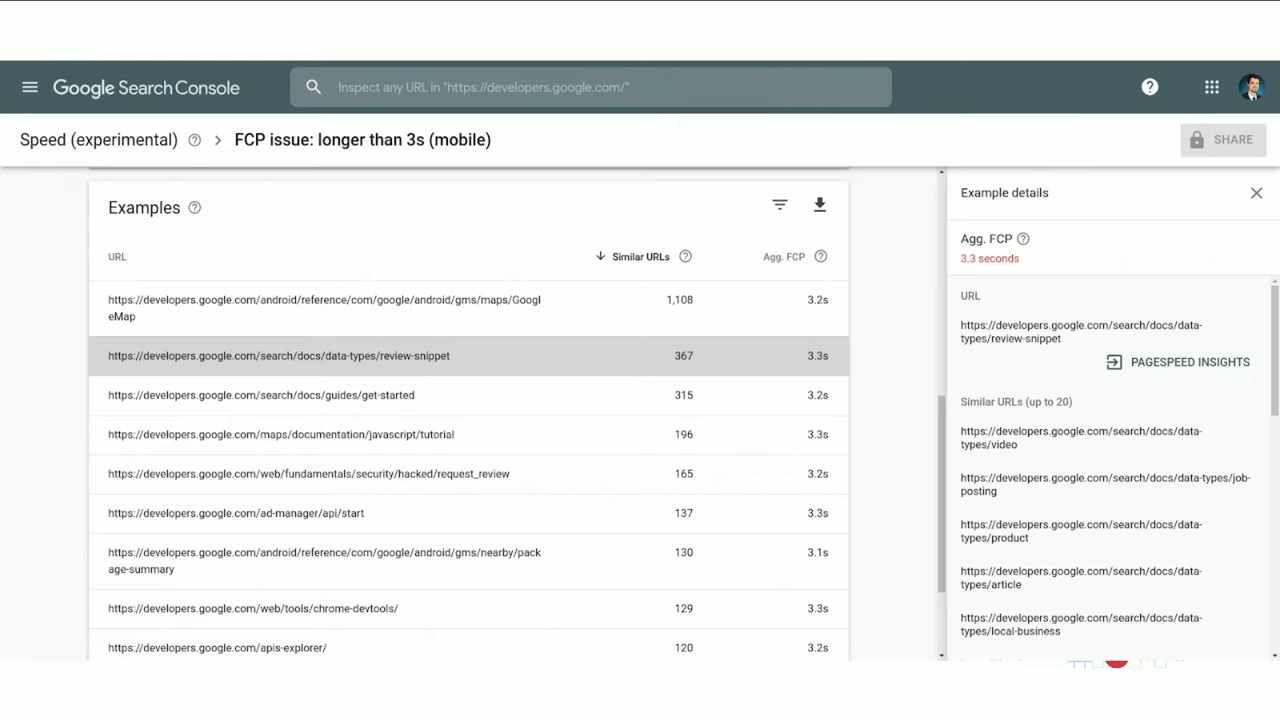 Google Search Console
Inspect any URL in "https://developers.google.com/"
Speed (experimental)
FCP issue: longer than 3s (mobile)
SHARE
Examples
URL Similar URLs Agg. FCP
https://developers.google.com/android/reference/com/google/android/gms/maps/Googl
eMap
1,108 3.2s
https://developers.google.com/search/docs/data-types/review-snippet 367 3.3s
https://developers.google.com/search/docs/guides/get-started 315 3.2s
https://developers.google.com/maps/documentation/javascript/tutorial 196 3.3s
https://developers.google.com/web/fundamentals/security/hacked/request_review 165 3.2s
https://developers.google.com/ad-manager/api/start 137 3.3s
https://developers.google.com/android/reference/com/google/android/gms/nearby/pack
age-summary
130 3.1s
https://developers.google.com/web/tools/chrome-devtools/ 129 3.3s
https://developers.google.com/apis-explorer/ 120 3.2s
Example details
Agg. FCP
3.3 seconds
URL
https://developers.google.com/search/docs/data-
types/review-snippet
PAGESPEED INSIGHTS
Similar URLs (up to 20)
https://developers.google.com/search/docs/data-
types/video
https://developers.google.com/search/docs/data-types/job-
posting
https://developers.google.com/search/docs/data-
types/product
https://developers.google.com/search/docs/data-
types/article
https://developers.google.com/search/docs/data-
types/local-business